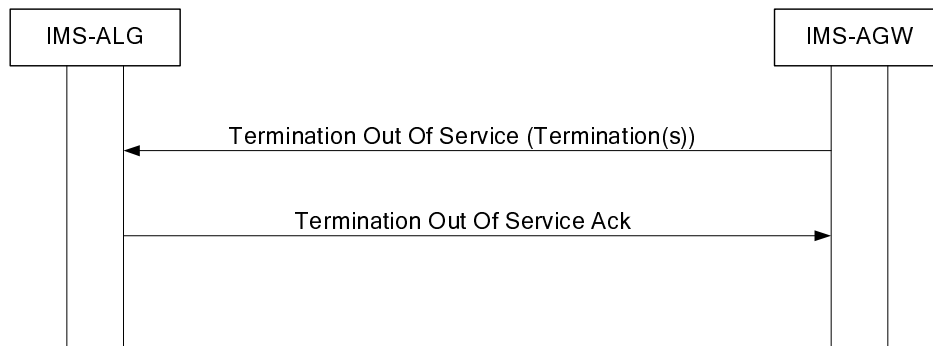 IMS-ALG
IMS-AGW
Termination Out Of Service (Termination(s))
Termination Out Of Service Ack